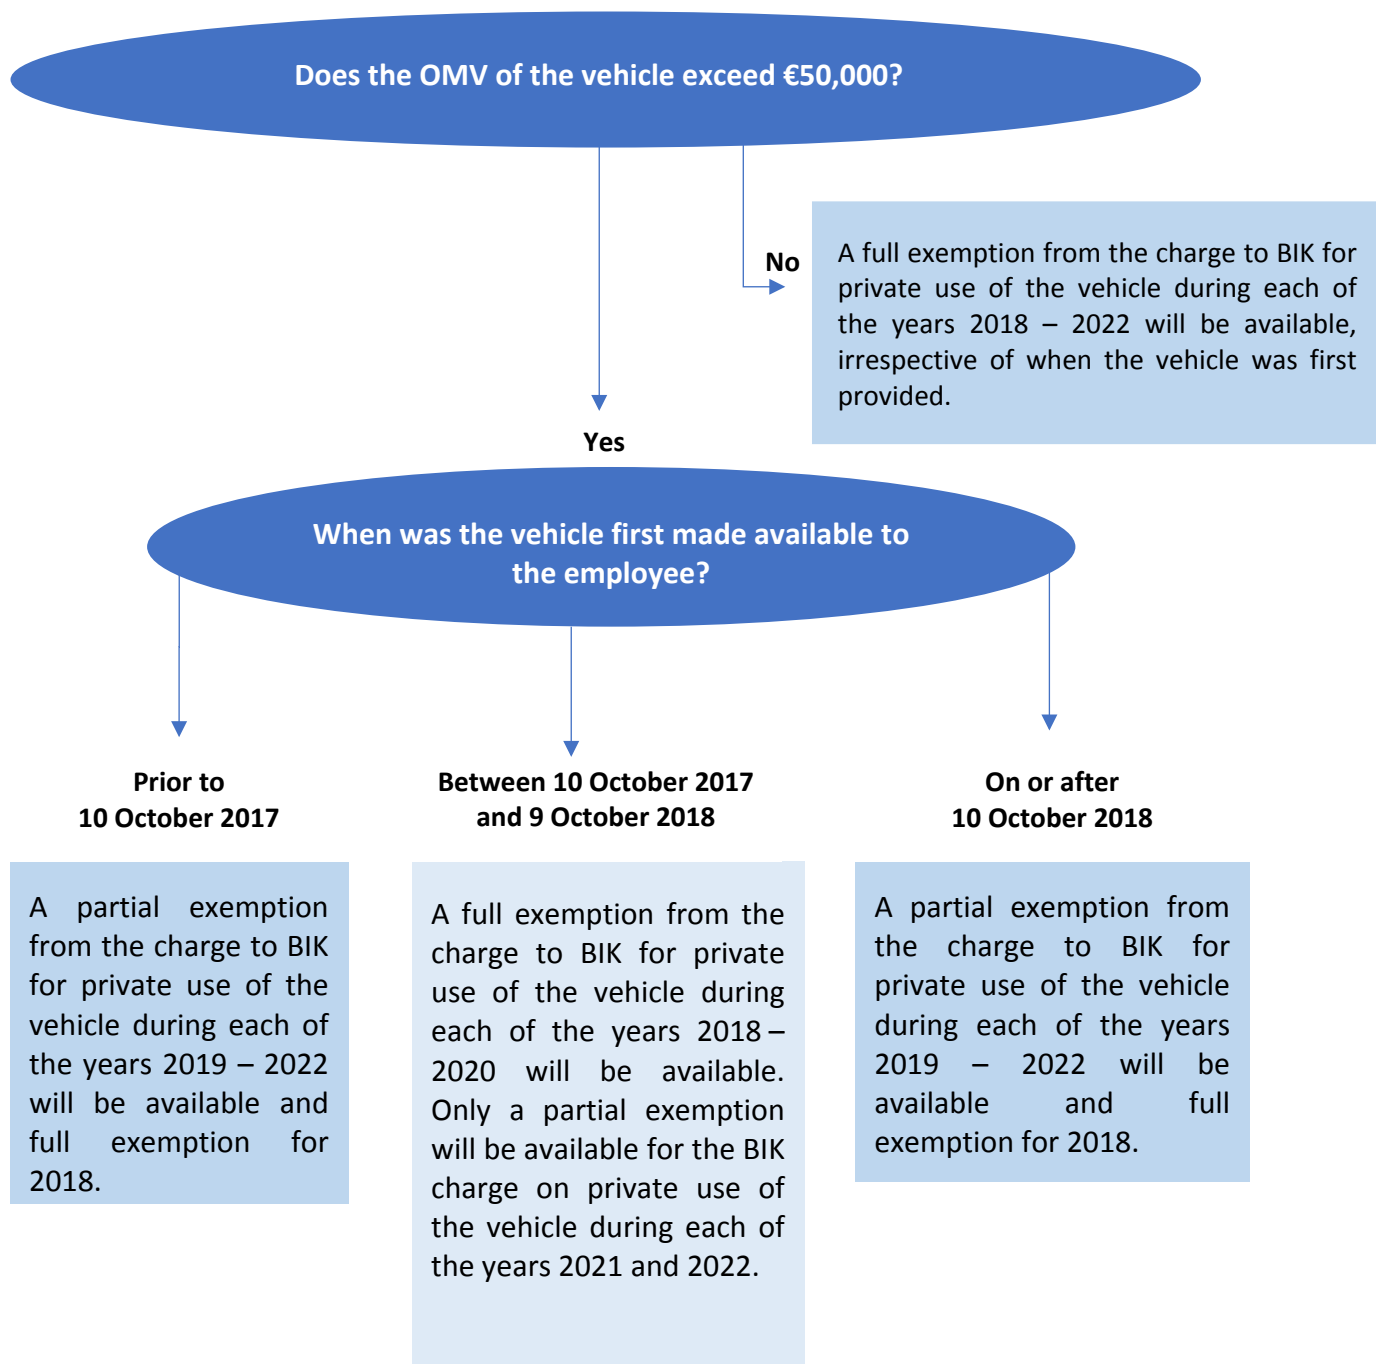 Does the OMV of the vehicle exceed €50,000?
No
A full exemption from the charge to BIK for
private use of the vehicle during each of
the years 2018 – 2022 will be available,
irrespective of when the vehicle was first
provided.
Yes
When was the vehicle first made available to
the employee?
Prior to
10 October 2017
A partial exemption
from the charge to BIK
for private use of the
vehicle during each of
the years 2019 – 2022
will be available and
full exemption for
2018.
Between 10 October 2017
and 9 October 2018
A full exemption from the
charge to BIK for private
use of the vehicle during
each of the years 2018 –
2020 will be available.
Only a partial exemption
will be available for the BIK
charge on private use of
the vehicle during each of
the years 2021 and 2022.
On or after
10 October 2018
A partial exemption from
the charge to BIK for
private use of the vehicle
during each of the years
2019 – 2022 will be
available and full
exemption for 2018.